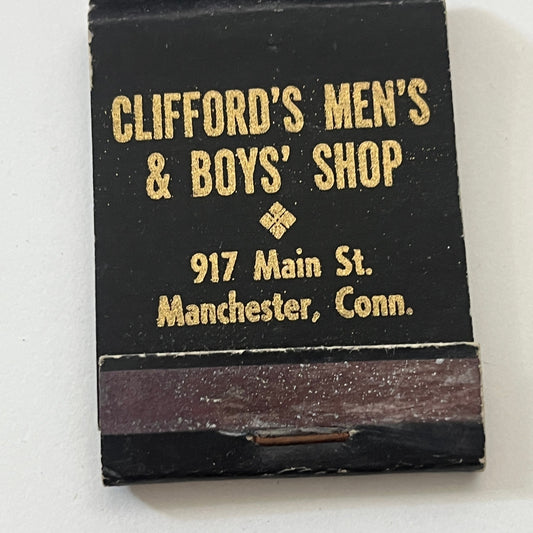 CLIFFORD'S MEN'S
& BOYS' SHOP
917 Main St.
Manchester, Conn.